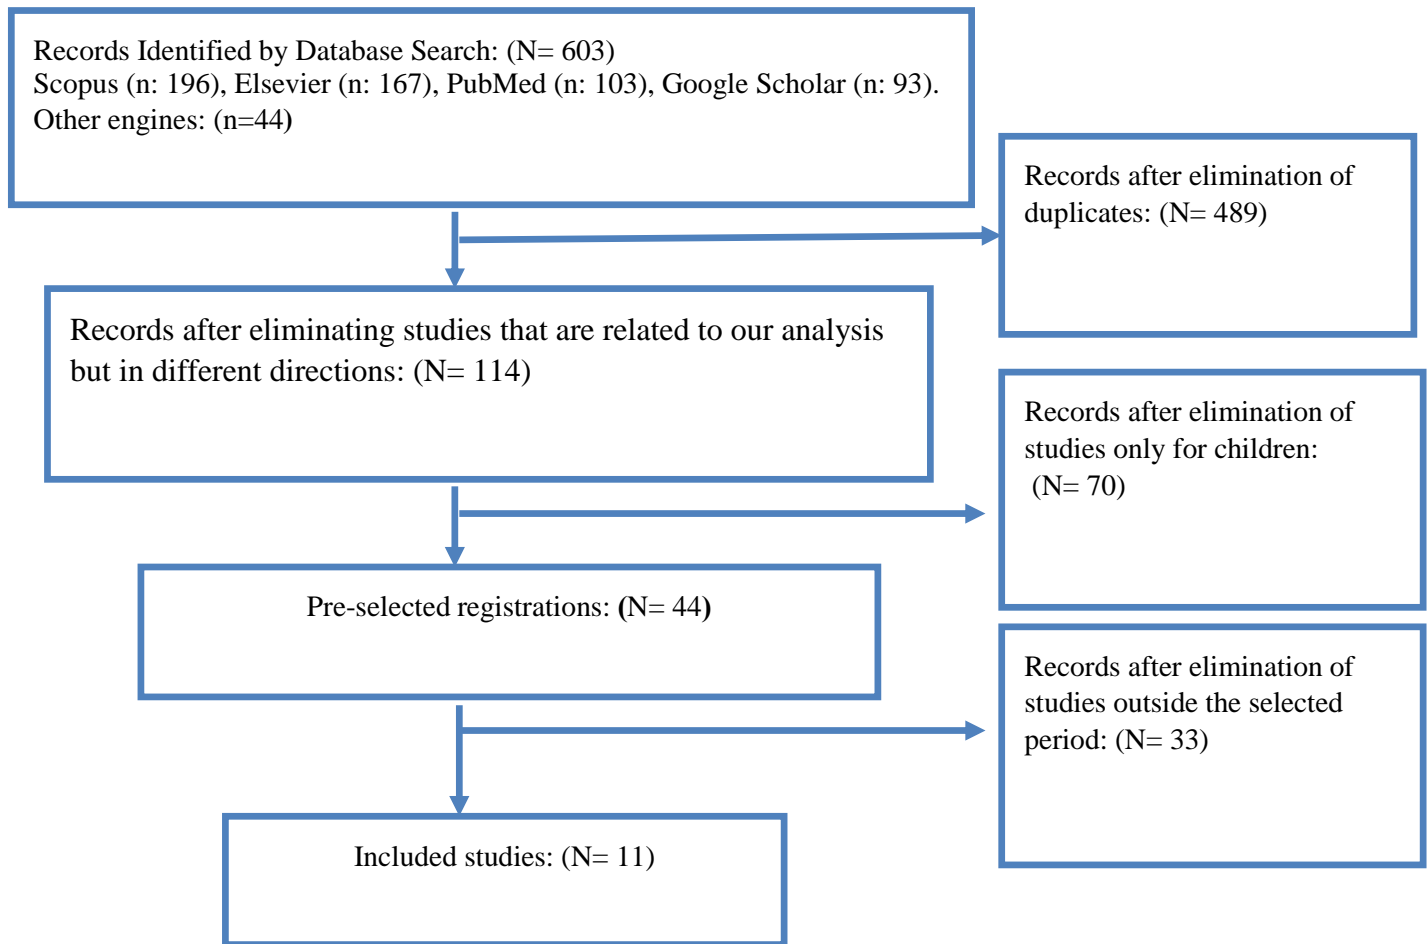 Records Identified by Database Search: (N= 603)
Scopus (n: 196), Elsevier (n: 167), PubMed (n: 103), Google Scholar (n: 93).
Other engines: (n=44)
Records after elimination of
duplicates: (N= 489)
Records after eliminating studies that are related to our analysis
but in different directions: (N= 114)
Records after elimination of
studies only for children:
(N= 70)
Pre-selected registrations: (N= 44)
Records after elimination of
studies outside the selected
period: (N= 33)
Included studies: (N= 11)